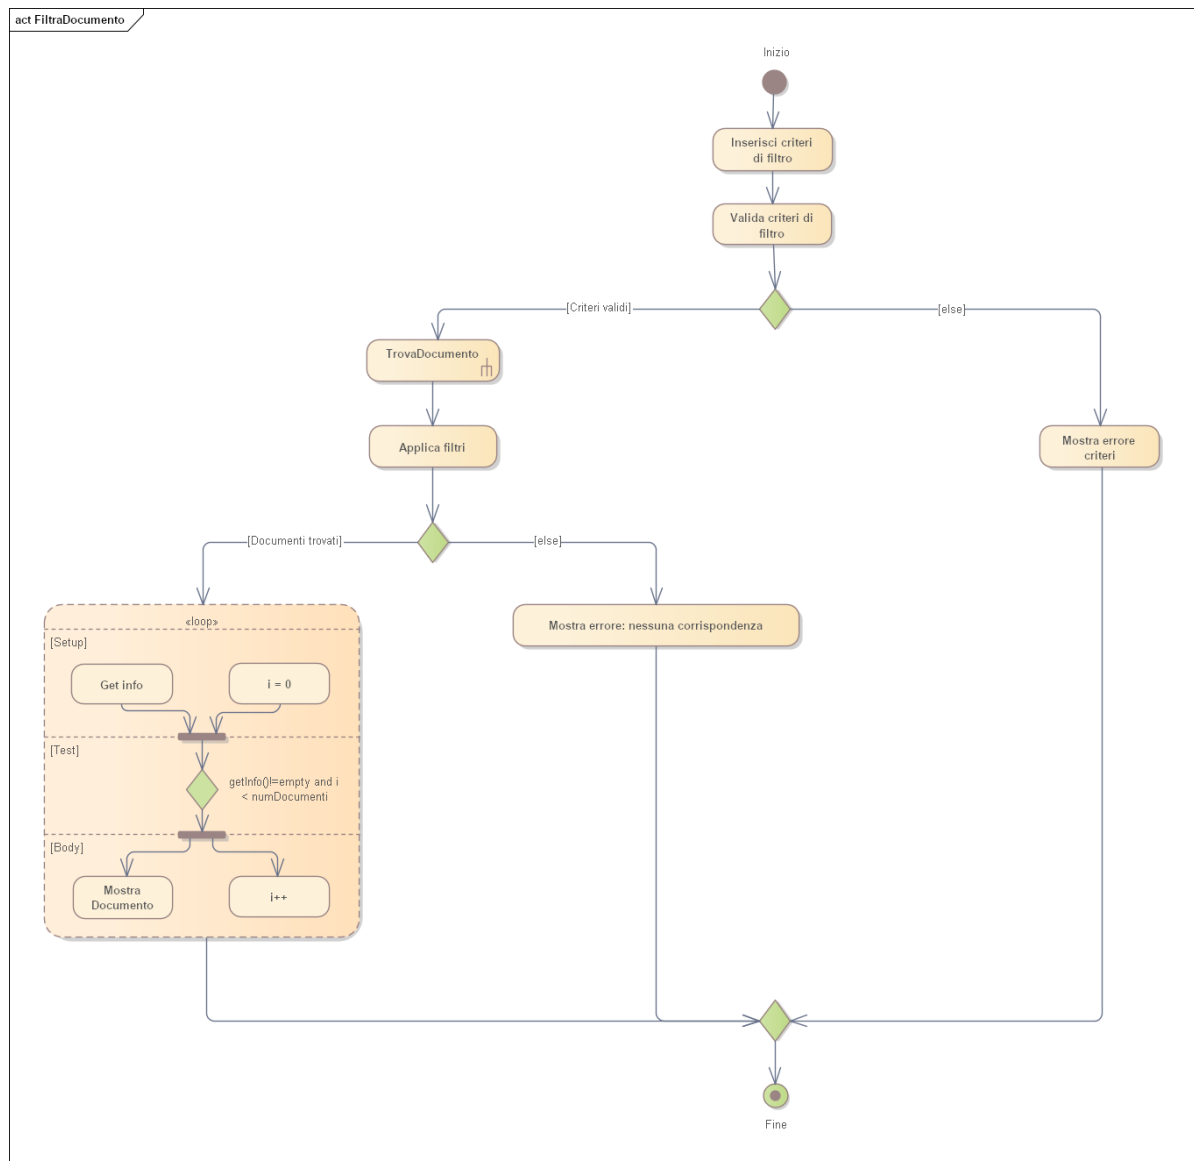 act FiltraDocumento
Inizio
Inserisci criteri
di filtro
Valida criteri di
filtro
[Criteri validi]
[else]
TrovaDocumento
Applica filtri
Mostra errore
criteri
[Documenti trovati]
[else]
«loop»
Mostra errore: nessuna corrispondenza
[Setup]
Get info
i = 0
[Test]
getInfo()!=empty and i
< numDocumenti
[Body]
Mostra
Documento
i++
Fine